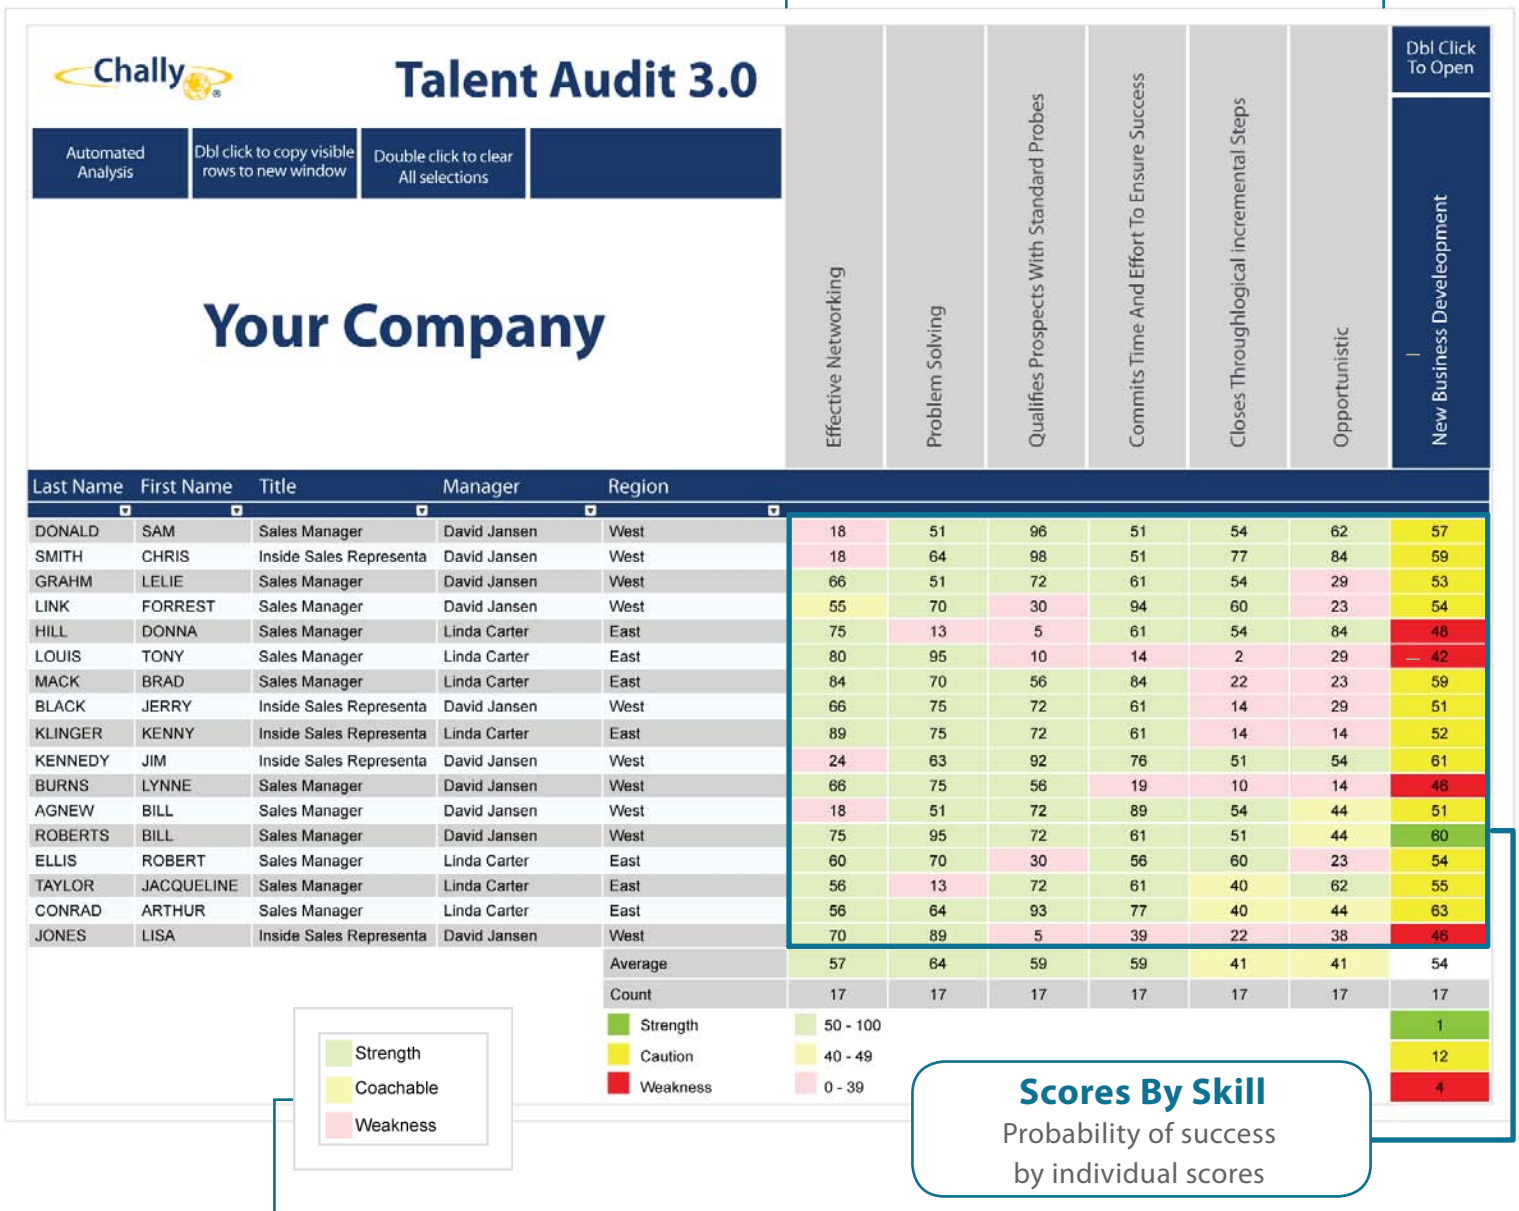 Chally
®
Talent Audit 3.0
Automated
Analysis
Dbl click to copy visible
rows to new window
Double click to clear
All selections
Your Company
Effective Networking
Problem Solving
Qualifies Prospects With Standard Probes
Commits Time And Effort To Ensure Success
Closes Throughlogical incremental Steps
Opportunistic
Dbl Click
To Open
New Business Develeopment
Last Name First Name Title Manager Region
DONALD SAM Sales Manager David Jansen West 18 51 96 51 54 62 57
SMITH CHRIS Inside Sales Representa David Jansen West 18 64 98 51 77 84 59
GRAHM LELIE Sales Manager David Jansen West 66 51 72 61 54 29 53
LINK FORREST Sales Manager David Jansen West 55 70 30 94 60 23 54
HILL DONNA Sales Manager Linda Carter East 75 13 5 61 54 84 48
LOUIS TONY Sales Manager Linda Carter East 80 95 10 14 2 29 42
MACK BRAD Sales Manager Linda Carter East 84 70 56 84 22 23 59
BLACK JERRY Inside Sales Representa David Jansen West 66 75 72 61 14 29 51
KLINGER KENNY Inside Sales Representa Linda Carter East 89 75 72 61 14 14 52
KENNEDY JIM Inside Sales Representa David Jansen West 24 63 92 76 51 54 61
BURNS LYNNE Sales Manager David Jansen West 66 75 56 19 10 14 46
AGNEW BILL Sales Manager David Jansen West 18 51 72 89 54 44 51
ROBERTS BILL Sales Manager David Jansen West 75 95 72 61 51 44 60
ELLIS ROBERT Sales Manager Linda Carter East 60 70 30 56 60 23 54
TAYLOR JACQUELINE Sales Manager Linda Carter East 56 13 72 61 40 62 55
CONRAD ARTHUR Sales Manager Linda Carter East 56 64 93 77 40 44 63
JONES LISA Inside Sales Representa David Jansen West 70 89 5 39 22 38 46
Average 57 64 59 59 41 41 54
Count 17 17 17 17 17 17 17
Strength 50 - 100 1
Caution 40 - 49 12
Weakness 0 - 39 4
Strength
Coachable
Weakness
Scores By Skill
Probability of success
by individual scores